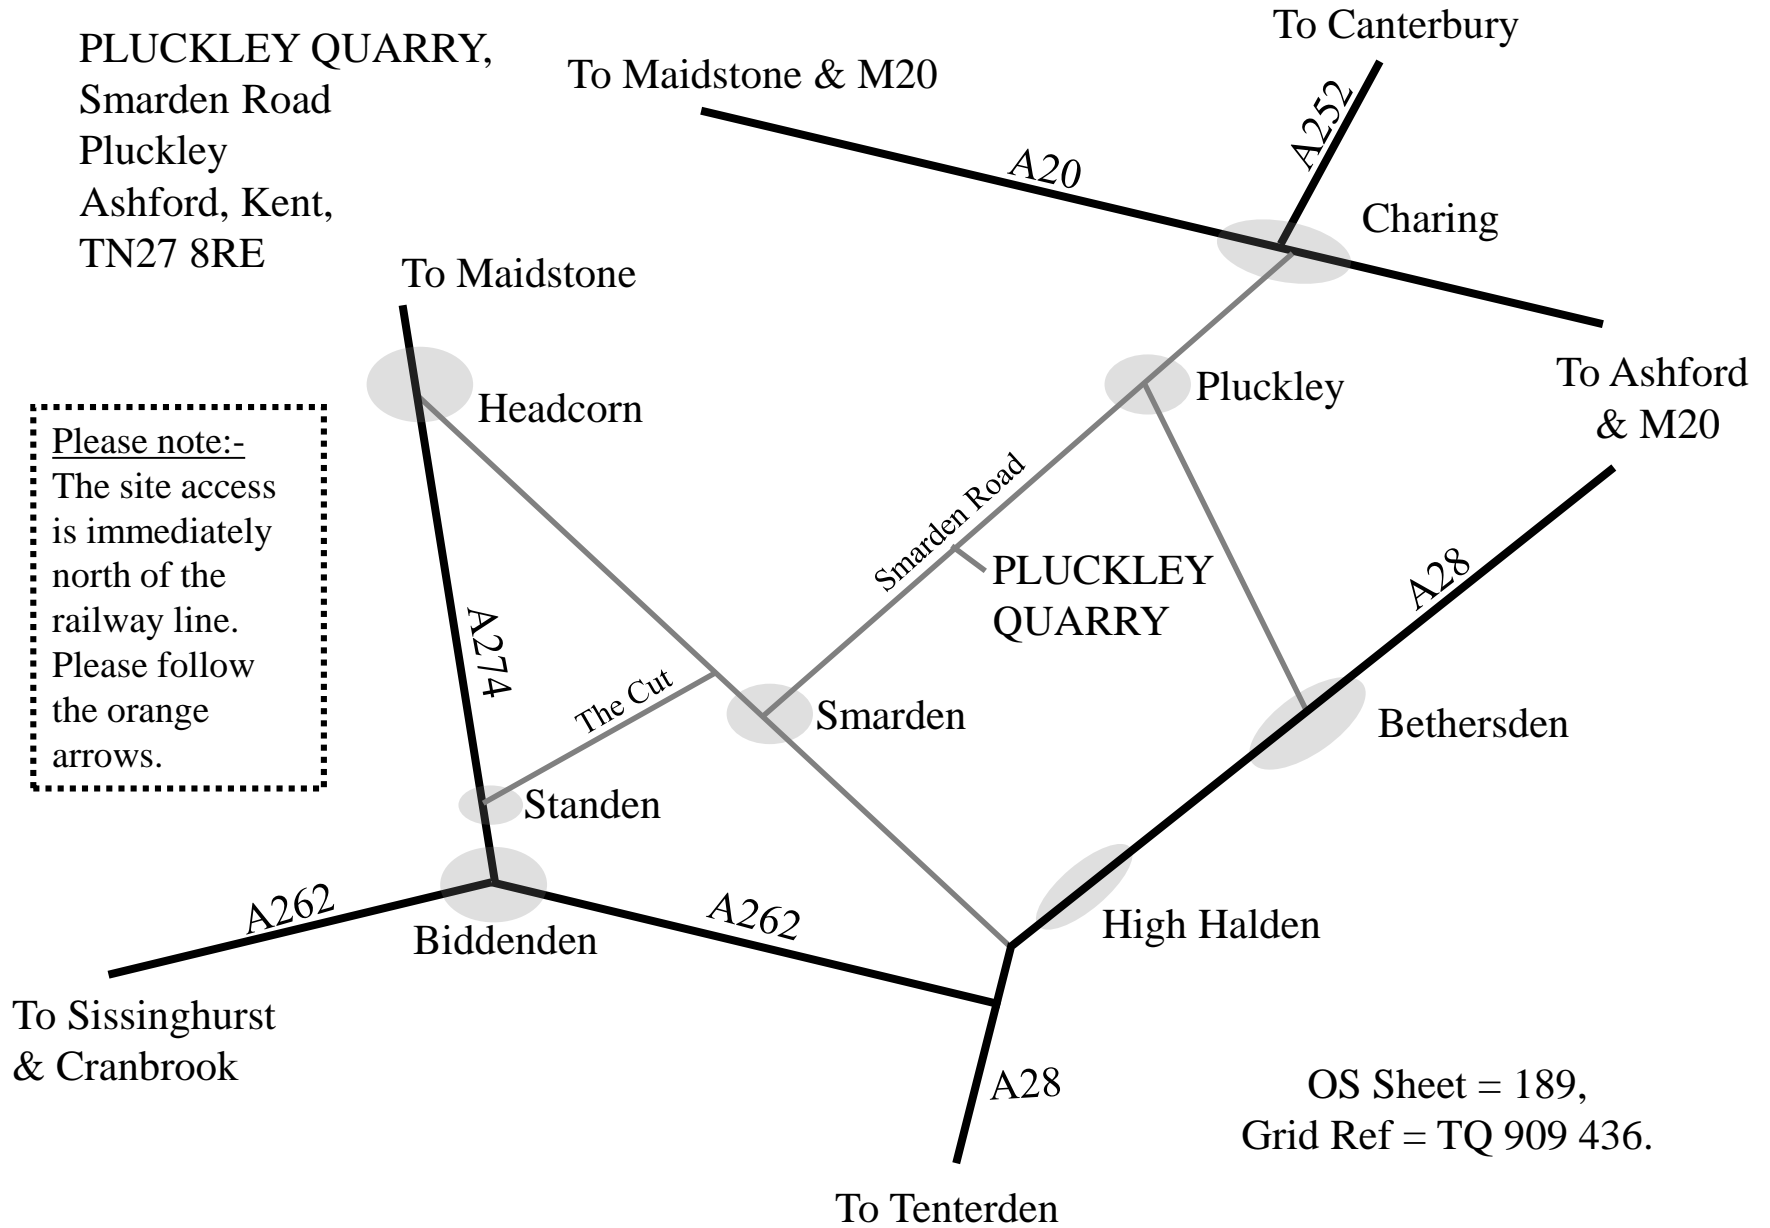 PLUCKLEY QUARRY,
Smarden Road
Pluckley
Ashford, Kent,
TN27 8RE
To Canterbury
To Maidstone & M20
A252
A20
Charing
To Maidstone
Headcorn
Pluckley
To Ashford
& M20
Please note:-
The site access
is immediately
north of the
railway line.
Please follow
the orange
arrows.
Smarden Road
PLUCKLEY
QUARRY
A28
A274
The Cut
Smarden
Bethersden
Standen
A262
Biddenden
A262
High Halden
To Sissinghurst
& Cranbrook
A28
OS Sheet = 189,
Grid Ref = TQ 909 436.
To Tenterden